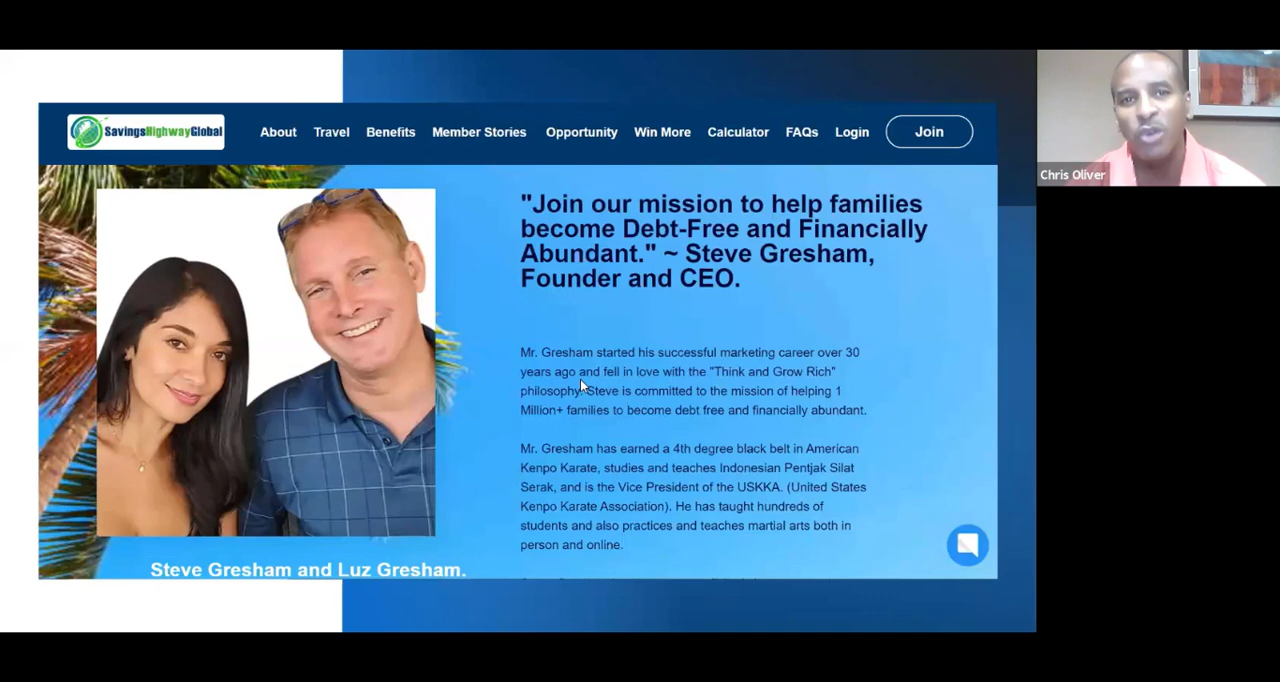 SavingsHighwayGlobal
About Travel Benefits Member Stories Opportunity Win More Calculator FAQs Login Join
Chris Oliver
"Join our mission to help families
become Debt-Free and Financially
Abundant." ~ Steve Gresham,
Founder and CEO.
Mr. Gresham started his successful marketing career over 30
years ago and fell in love with the "Think and Grow Rich"
philosophy. Steve is committed to the mission of helping 1
Million+ families to become debt free and financially abundant.
Mr. Gresham has earned a 4th degree black belt in American
Kenpo Karate, studies and teaches Indonesian Pentjak Silat
Serak, and is the Vice President of the USKKA. (United States
Kenpo Karate Association). He has taught hundreds of
students and also practices and teaches martial arts both in
person and online.
Steve Gresham and Luz Gresham.